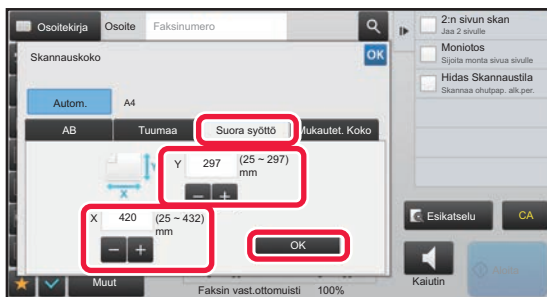 Osoitekirja
Osoite
Faksinumero
2:n sivun skan
Jaa 2 sivulle
Moniotos
Sijoita monta sivua sivulle
Hidas Skannaustila
Skannaa ohutpap. alk.per.
Skannauskoko
OK
Autom.
A4
AB
Tuumaa
Suora syöttö
Mukautet. Koko
Y
Y 297 (25 ~ 297)
mm
X
X 420 (25 ~ 432)
mm
OK
Esikatselu
CA
Muut
Faksin vast.ottomuisti 100%
Kaiutin